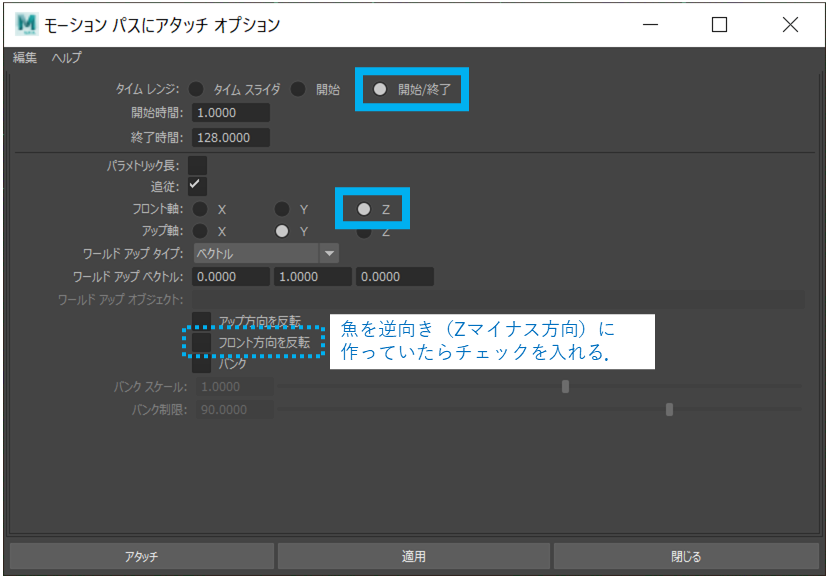 モーション パスにアタッチ オプション
編集 ヘルプ
タイム レンジ: タイム スライダ 開始 開始/終了
開始時間: 1.0000
終了時間: 128.0000
パラメトリック長:
追従:
フロント軸: X Y Z
アップ軸: X Y Z
ワールド アップ タイプ: ベクトル
ワールド アップ ベクトル: 0.0000 1.0000 0.0000
ワールド アップ オブジェクト:
アップ方向を反転
フロント方向を反転
魚を逆向き（Zマイナス方向）に
作っていたらチェックを入れる.
バンク
バンク スケール: 1.0000
バンク制限: 90.0000
アタッチ 適用 閉じる